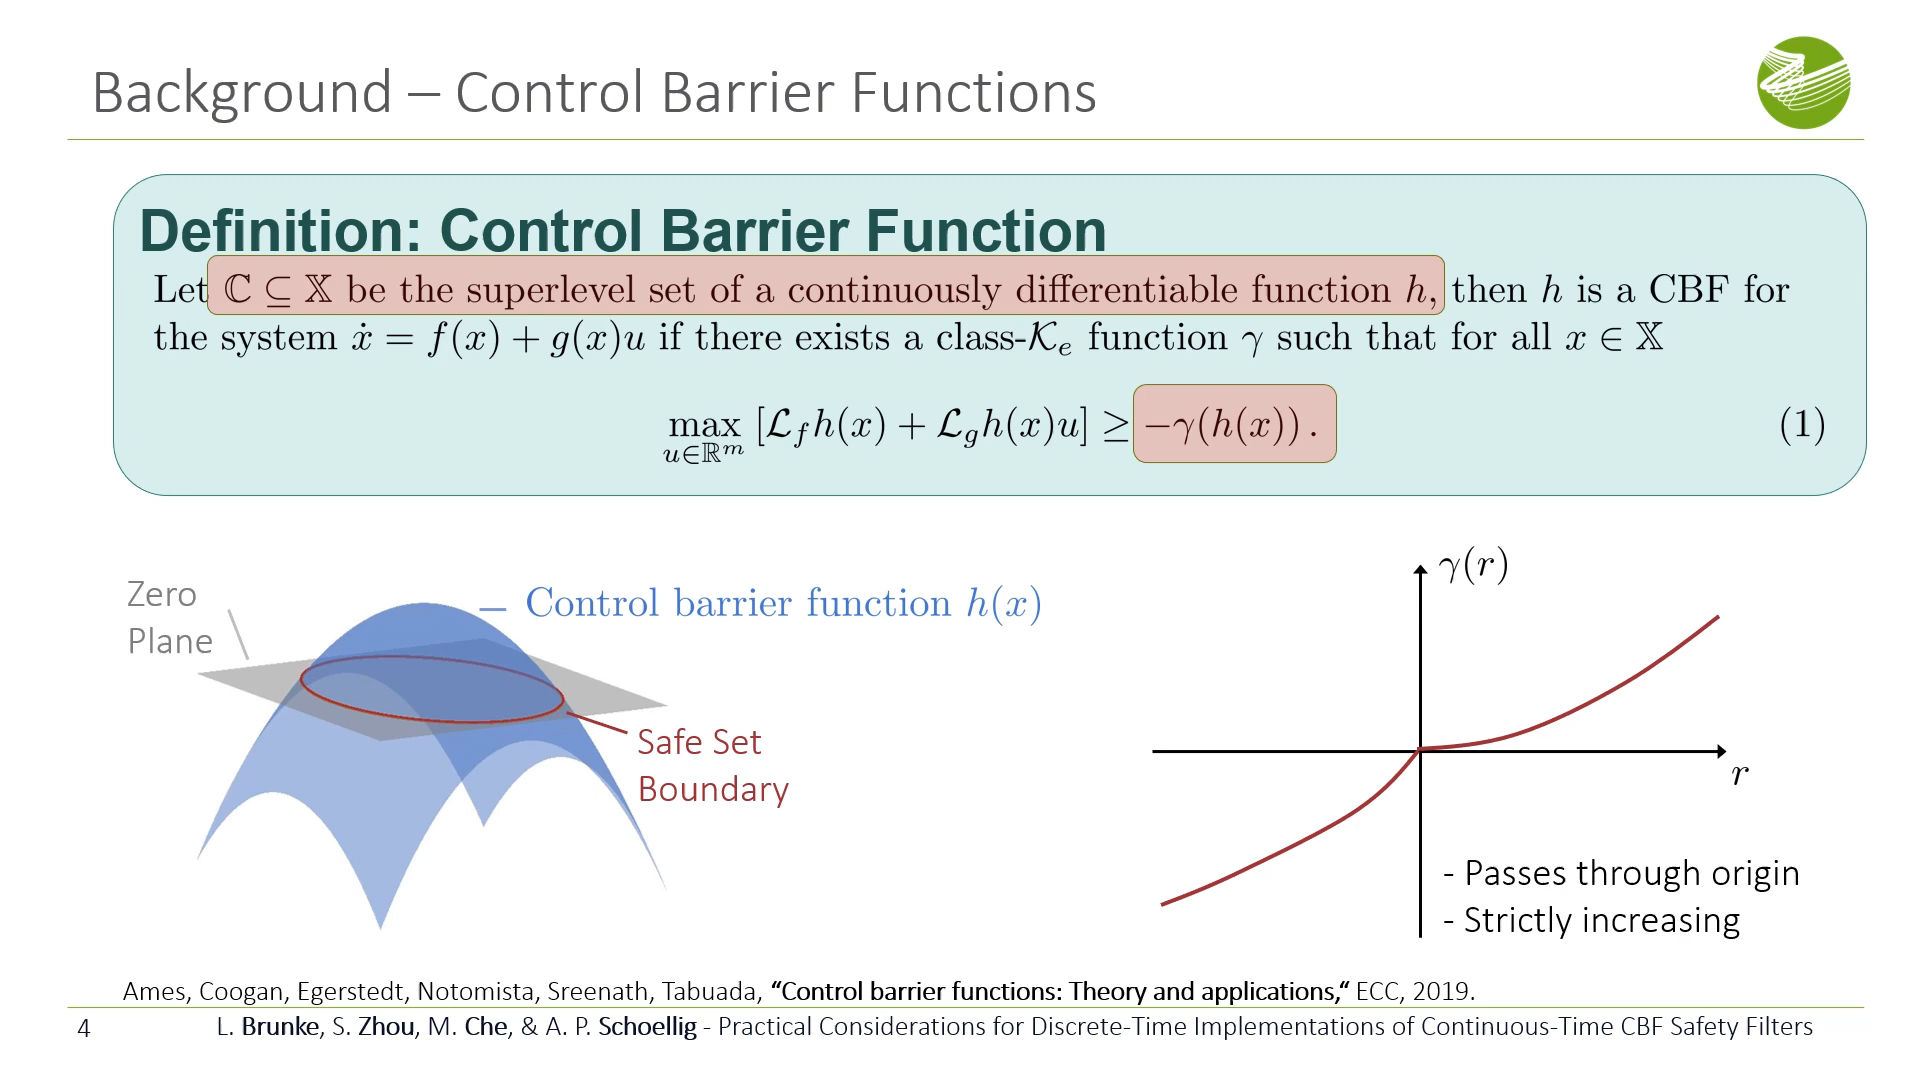 Background – Control Barrier Functions
Definition: Control Barrier Function
Let ℂ ⊆ 𝕏 be the superlevel set of a continuously differentiable function h, then h is a CBF for
the system ẋ = f(x) + g(x)u if there exists a class-𝒦ₑ function γ such that for all x ∈ 𝕏
max_{u∈ℝᵐ} [ℒ_f h(x) + ℒ_g h(x)u] ≥ −γ(h(x)) . (1)
Zero
Plane
Control barrier function h(x)
Safe Set
Boundary
γ(r)
r
- Passes through origin
- Strictly increasing
Ames, Coogan, Egerstedt, Notomista, Sreenath, Tabuada, “Control barrier functions: Theory and applications,“ ECC, 2019.
4 L. Brunke, S. Zhou, M. Che, & A. P. Schoellig - Practical Considerations for Discrete-Time Implementations of Continuous-Time CBF Safety Filters